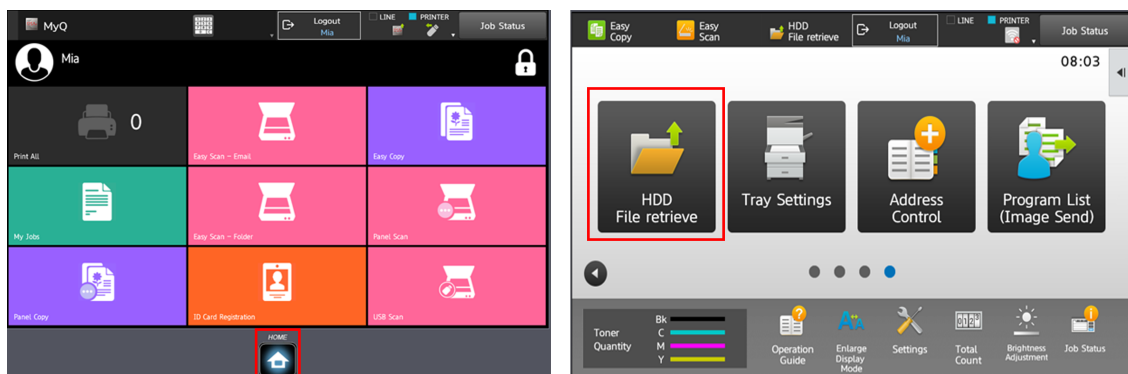 MyQ
Logout
Mia
LINE
PRINTER
Job Status
Mia
0
Print All
Easy Scan - Email
Easy Copy
My Jobs
Easy Scan - Folder
Panel Scan
Panel Copy
ID Card Registration
USB Scan
HOME
Easy
Copy
Easy
Scan
HDD
File retrieve
Logout
Mia
LINE
PRINTER
Job Status
08:03
HDD
File retrieve
Tray Settings
Address
Control
Program List
(Image Send)
Toner
Quantity
Bk
C
M
Y
Operation
Guide
Enlarge
Display
Mode
Settings
Total
Count
Brightness
Adjustment
Job Status